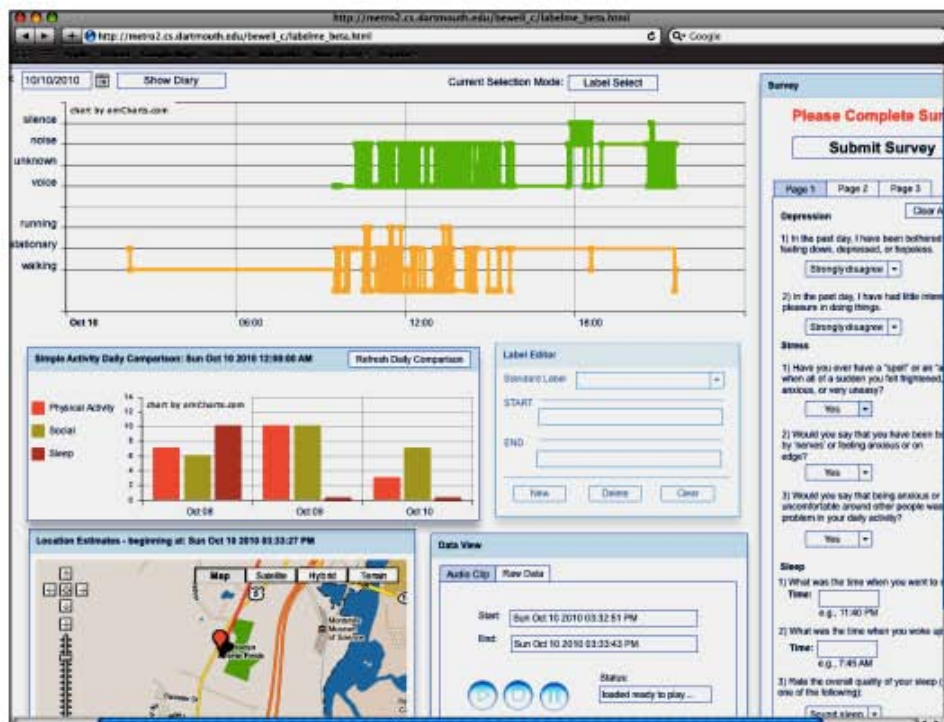 http://metro2.cs.dartmouth.edu/bewell_c/labelme_beta.html
http://metro2.cs.dartmouth.edu/bewell_c/labelme_beta.html
Google
10/10/2010
Show Diary
Current Selection Mode:
Label Select
chart by amCharts.com
silence
noise
unknown
voice
running
stationary
walking
Oct 10
06:00
12:00
18:00
Simple Activity Daily Comparison: Sun Oct 10 2010 12:00:00 AM
Refresh Daily Comparison
Physical Activity
Social
Sleep
chart by amCharts.com
14
12
10
8
6
4
2
0
Oct 08
Oct 09
Oct 10
Label Editor
Standard Label
START
END
New
Delete
Clear
Location Estimates - beginning at: Sun Oct 10 2010 03:33:27 PM
Map
Satellite
Hybrid
Terrain
5
Montshire
Museum
of Science
Data View
Audio Clip
Raw Data
Start:
Sun Oct 10 2010 03:32:51 PM
End:
Sun Oct 10 2010 03:33:43 PM
Status:
loaded ready to play ...
Survey
Please Complete Sur
Submit Survey
Page 1
Page 2
Page 3
Clear A
Depression
1) In the past day, I have been bothered
feeling down, depressed, or hopeless.
Strongly disagree
2) In the past day, I have had little inter
pleasure in doing things.
Strongly disagree
Stress
1) Have you ever have a "spell" or an "a
when all of a sudden you felt frightened,
anxious, or very uneasy?
Yes
2) Would you say that you have been bo
by 'nerves' or feeling anxious or on
edge?
Yes
3) Would you say that being anxious or
uncomfortable around other people was
problem in your daily activity?
Yes
Sleep
1) What was the time when you went to
Time:
e.g., 11:40 PM
2) What was the time when you woke up
Time:
e.g., 7:45 AM
3) Rate the overall quality of your sleep (
one of the following):
Sound sleep